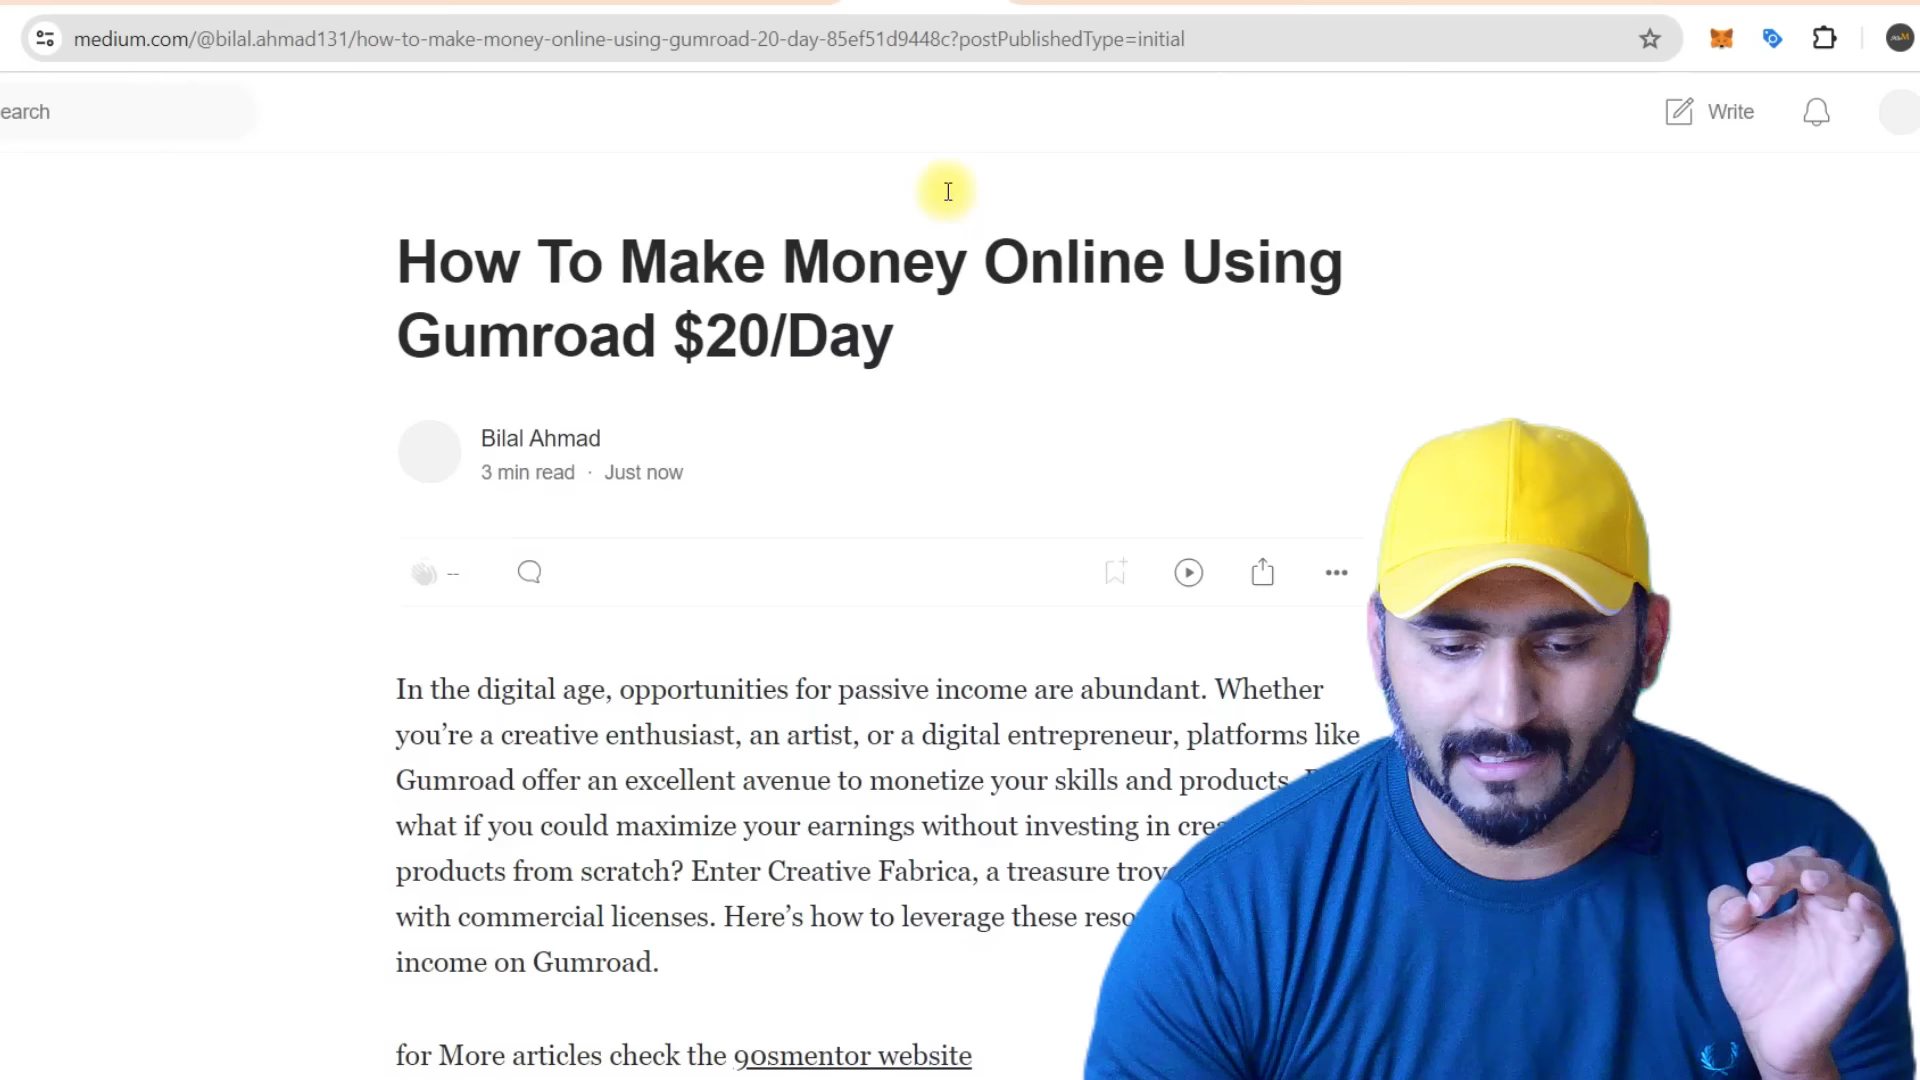 medium.com/@bilal.ahmad131/how-to-make-money-online-using-gumroad-20-day-85ef51d9448c?postPublishedType=initial
earch
Write
How To Make Money Online Using
Gumroad $20/Day
Bilal Ahmad
3 min read · Just now
--
In the digital age, opportunities for passive income are abundant. Whether
you’re a creative enthusiast, an artist, or a digital entrepreneur, platforms like
Gumroad offer an excellent avenue to monetize your skills and products.
what if you could maximize your earnings without investing in
products from scratch? Enter Creative Fabrica, a treasure
with commercial licenses. Here’s how to leverage these
income on Gumroad.
for More articles check the 90smentor website